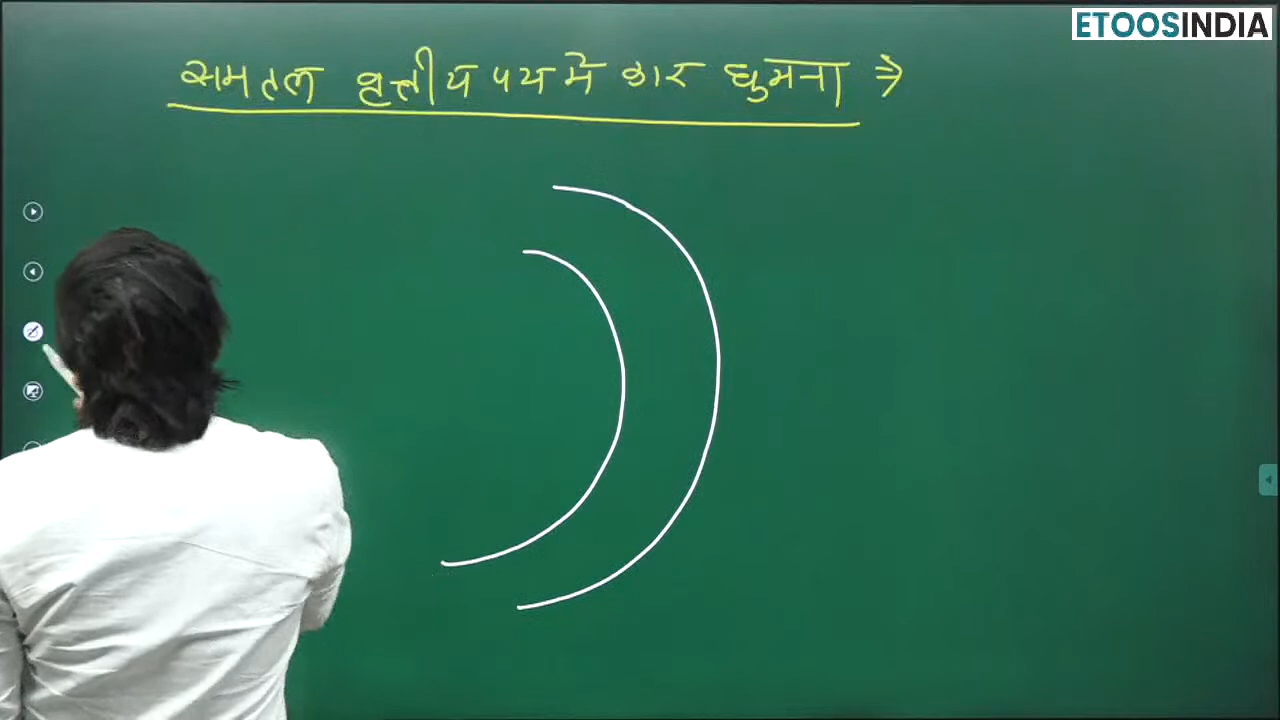 ETOOSINDIA
समतल वृत्तीय पथ में कार घुमना ⇒